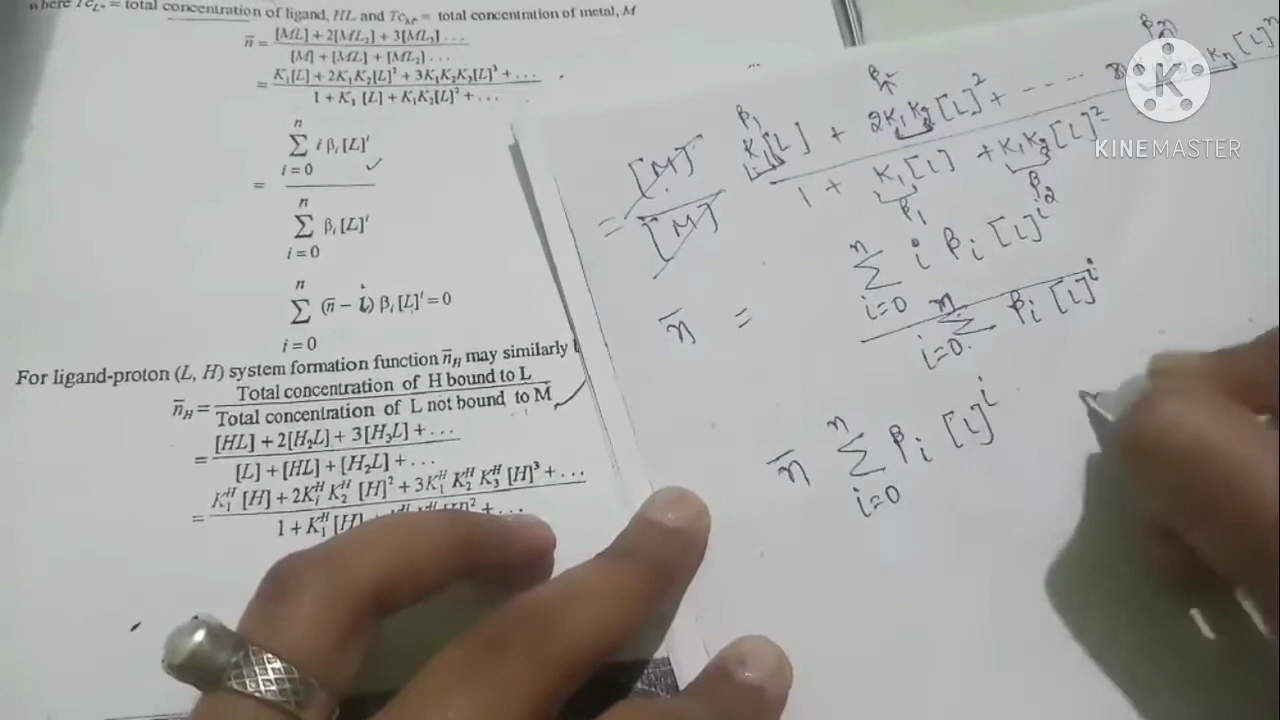 where Tc_L° = total concentration of ligand, HL and Tc_M° = total concentration of metal, M
n̄ = [ML] + 2[ML₂] + 3[ML₃] ...
[M] + [ML] + [ML₂] ...
= K₁[L] + 2K₁K₂[L]² + 3K₁K₂K₃[L]³ + ...
1 + K₁ [L] + K₁K₂[L]² + ...
n
Σ i βᵢ [L]ⁱ
i = 0
=
n
Σ βᵢ [L]ⁱ
i = 0
n
Σ (n̄ − i) βᵢ [L]ⁱ = 0
i = 0
For ligand-proton (L, H) system formation function n̄_H may similarly
n̄_H = Total concentration of H bound to L
Total concentration of L not bound to M
= [HL] + 2[H₂L] + 3[H₃L] + ...
[L] + [HL] + [H₂L] + ...
= K₁ᴴ [H] + 2K₁ᴴ K₂ᴴ [H]² + 3K₁ᴴ K₂ᴴ K₃ᴴ [H]³ + ...
1 + K₁ᴴ [H]
K
KINEMASTER
β₁ β₂ βₙ
= [M] K₁[L] + 2K₁K₂[L]² + ---- Kₙ[L]ⁿ
[M] 1 + K₁[L] + K₁K₂[L]²
β₁ β₂
n
n̄ = Σ i βᵢ [L]ⁱ
i=0
n
Σ βᵢ [L]ⁱ
i=0
n
n̄ Σ βᵢ [L]ⁱ
i=0